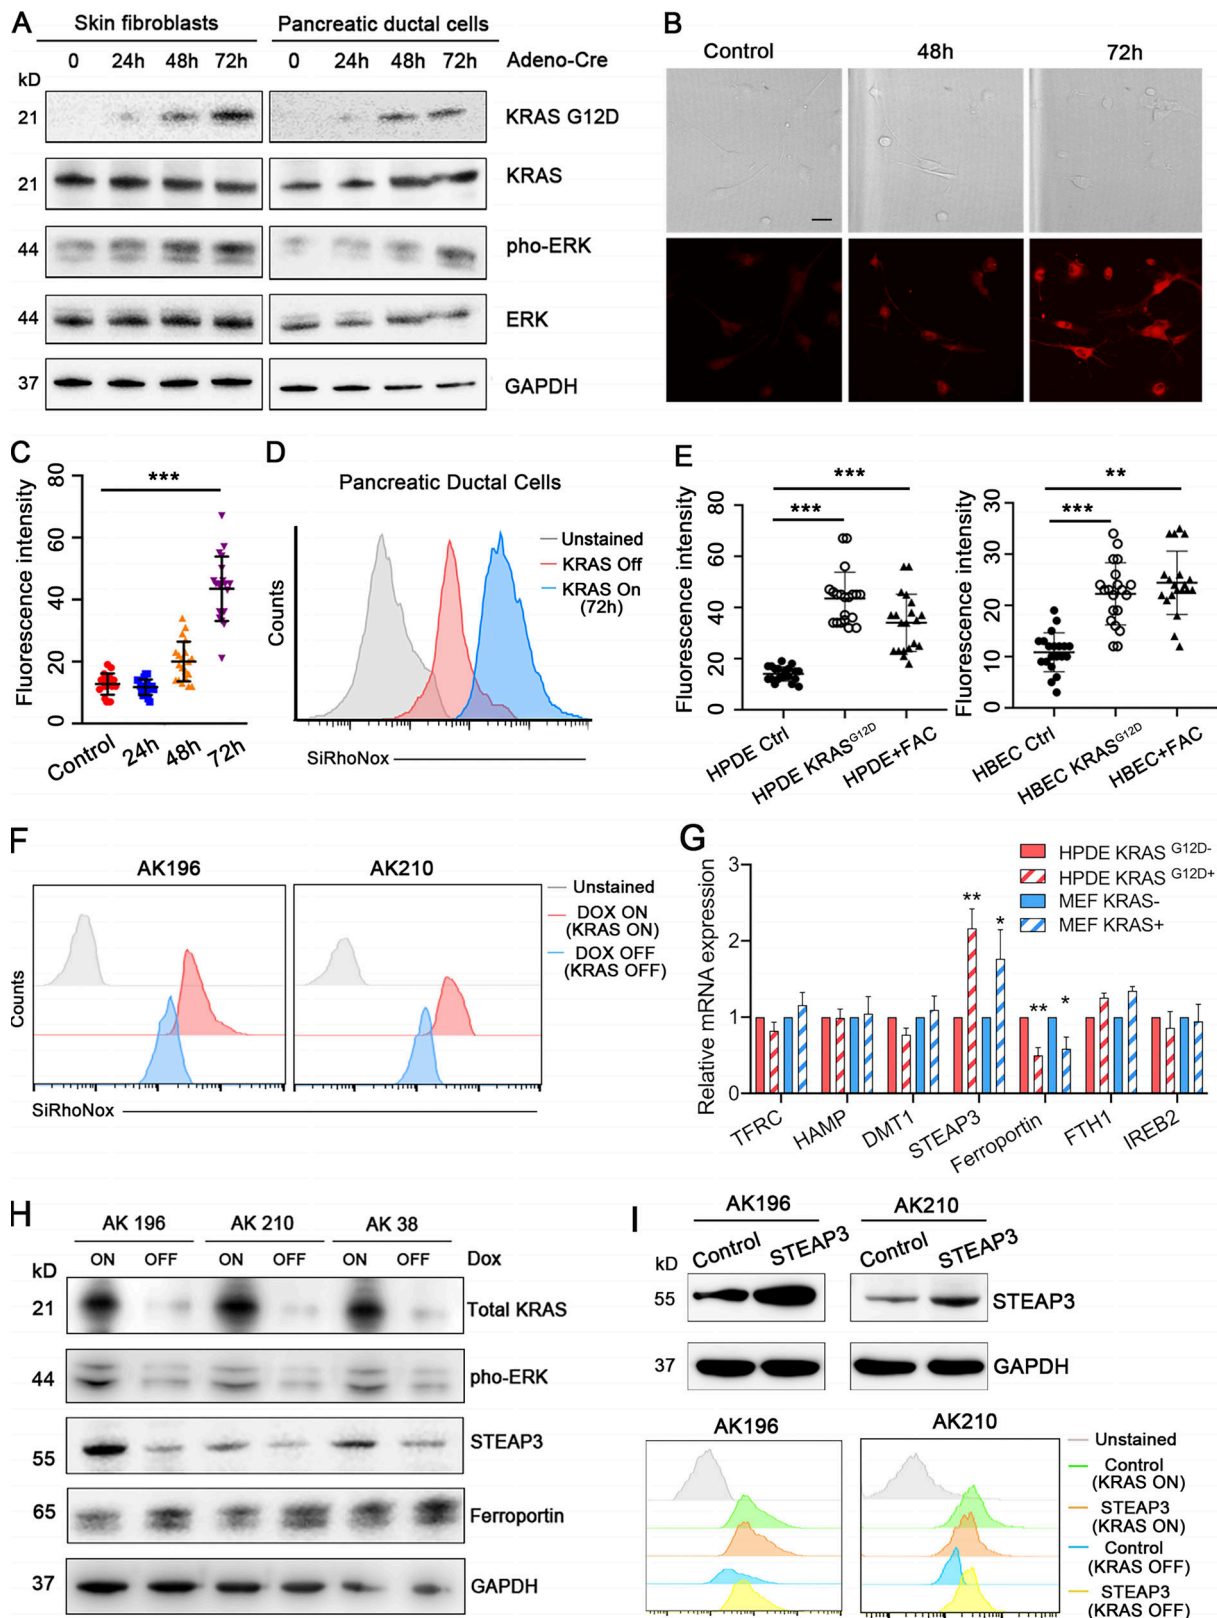 A
Skin fibroblasts
Pancreatic ductal cells
0 24h 48h 72h 0 24h 48h 72h Adeno-Cre
kD
21 KRAS G12D
21 KRAS
44 pho-ERK
44 ERK
37 GAPDH
B
Control 48h 72h
C
Fluorescence intensity
80
60
40
20
0
***
Control 24h 48h 72h
D
Pancreatic Ductal Cells
Counts
Unstained
KRAS Off
KRAS On
(72h)
SiRhoNox
E
Fluorescence intensity
80
60
40
20
0
***
***
HPDE Ctrl
HPDE KRASG12D
HPDE+FAC
Fluorescence intensity
30
30
20
10
0
**
***
HBEC Ctrl
HBEC KRASG12D
HBEC+FAC
F
AK196 AK210
Counts
Unstained
DOX ON
(KRAS ON)
DOX OFF
(KRAS OFF)
SiRhoNox
G
Relative mRNA expression
3
2
1
0
HPDE KRAS G12D-
HPDE KRAS G12D+
MEF KRAS-
MEF KRAS+
** * ** *
TFRC HAMP DMT1 STEAP3 Ferroportin FTH1 IREB2
H
AK 196 AK 210 AK 38
ON OFF ON OFF ON OFF Dox
kD
21 Total KRAS
44 pho-ERK
55 STEAP3
65 Ferroportin
37 GAPDH
I
AK196 AK210
Control STEAP3 Control STEAP3
kD
55 STEAP3
37 GAPDH
AK196 AK210
Unstained
Control
(KRAS ON)
STEAP3
(KRAS ON)
Control
(KRAS OFF)
STEAP3
(KRAS OFF)